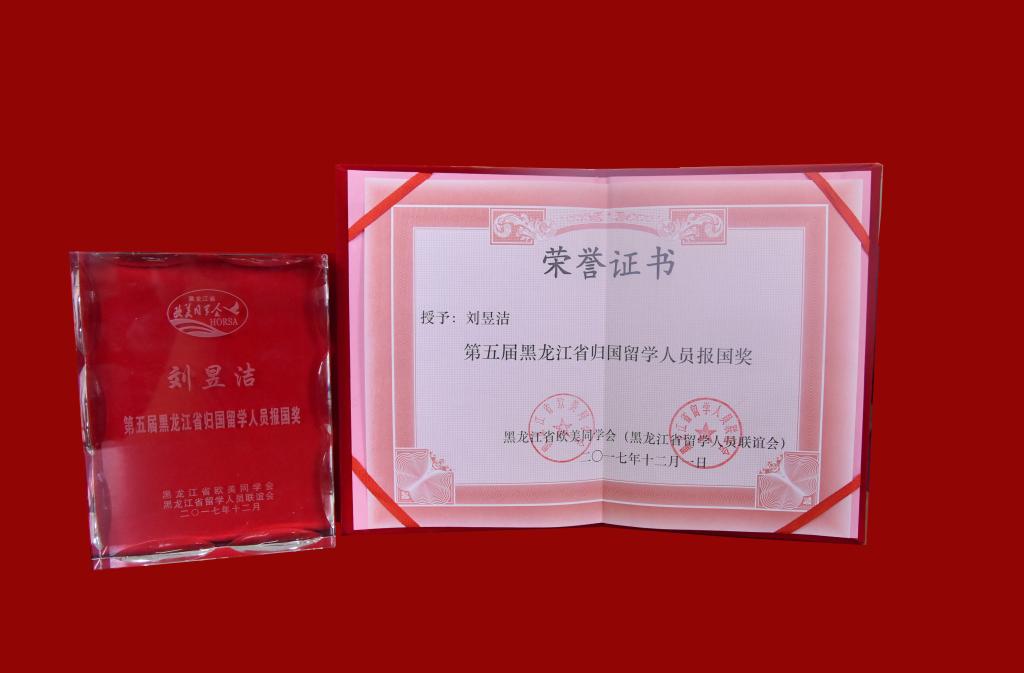 黑龙江省
欧美同学会
HORSA
刘昱洁
第五届黑龙江省归国留学人员报国奖
黑龙江省欧美同学会
黑龙江省留学人员联谊会
二〇一七年十二月
荣誉证书
授予：刘昱洁
第五届黑龙江省归国留学人员报国奖
黑龙江省欧美同学会（黑龙江省留学人员联谊会）
二〇一七年十二月一日